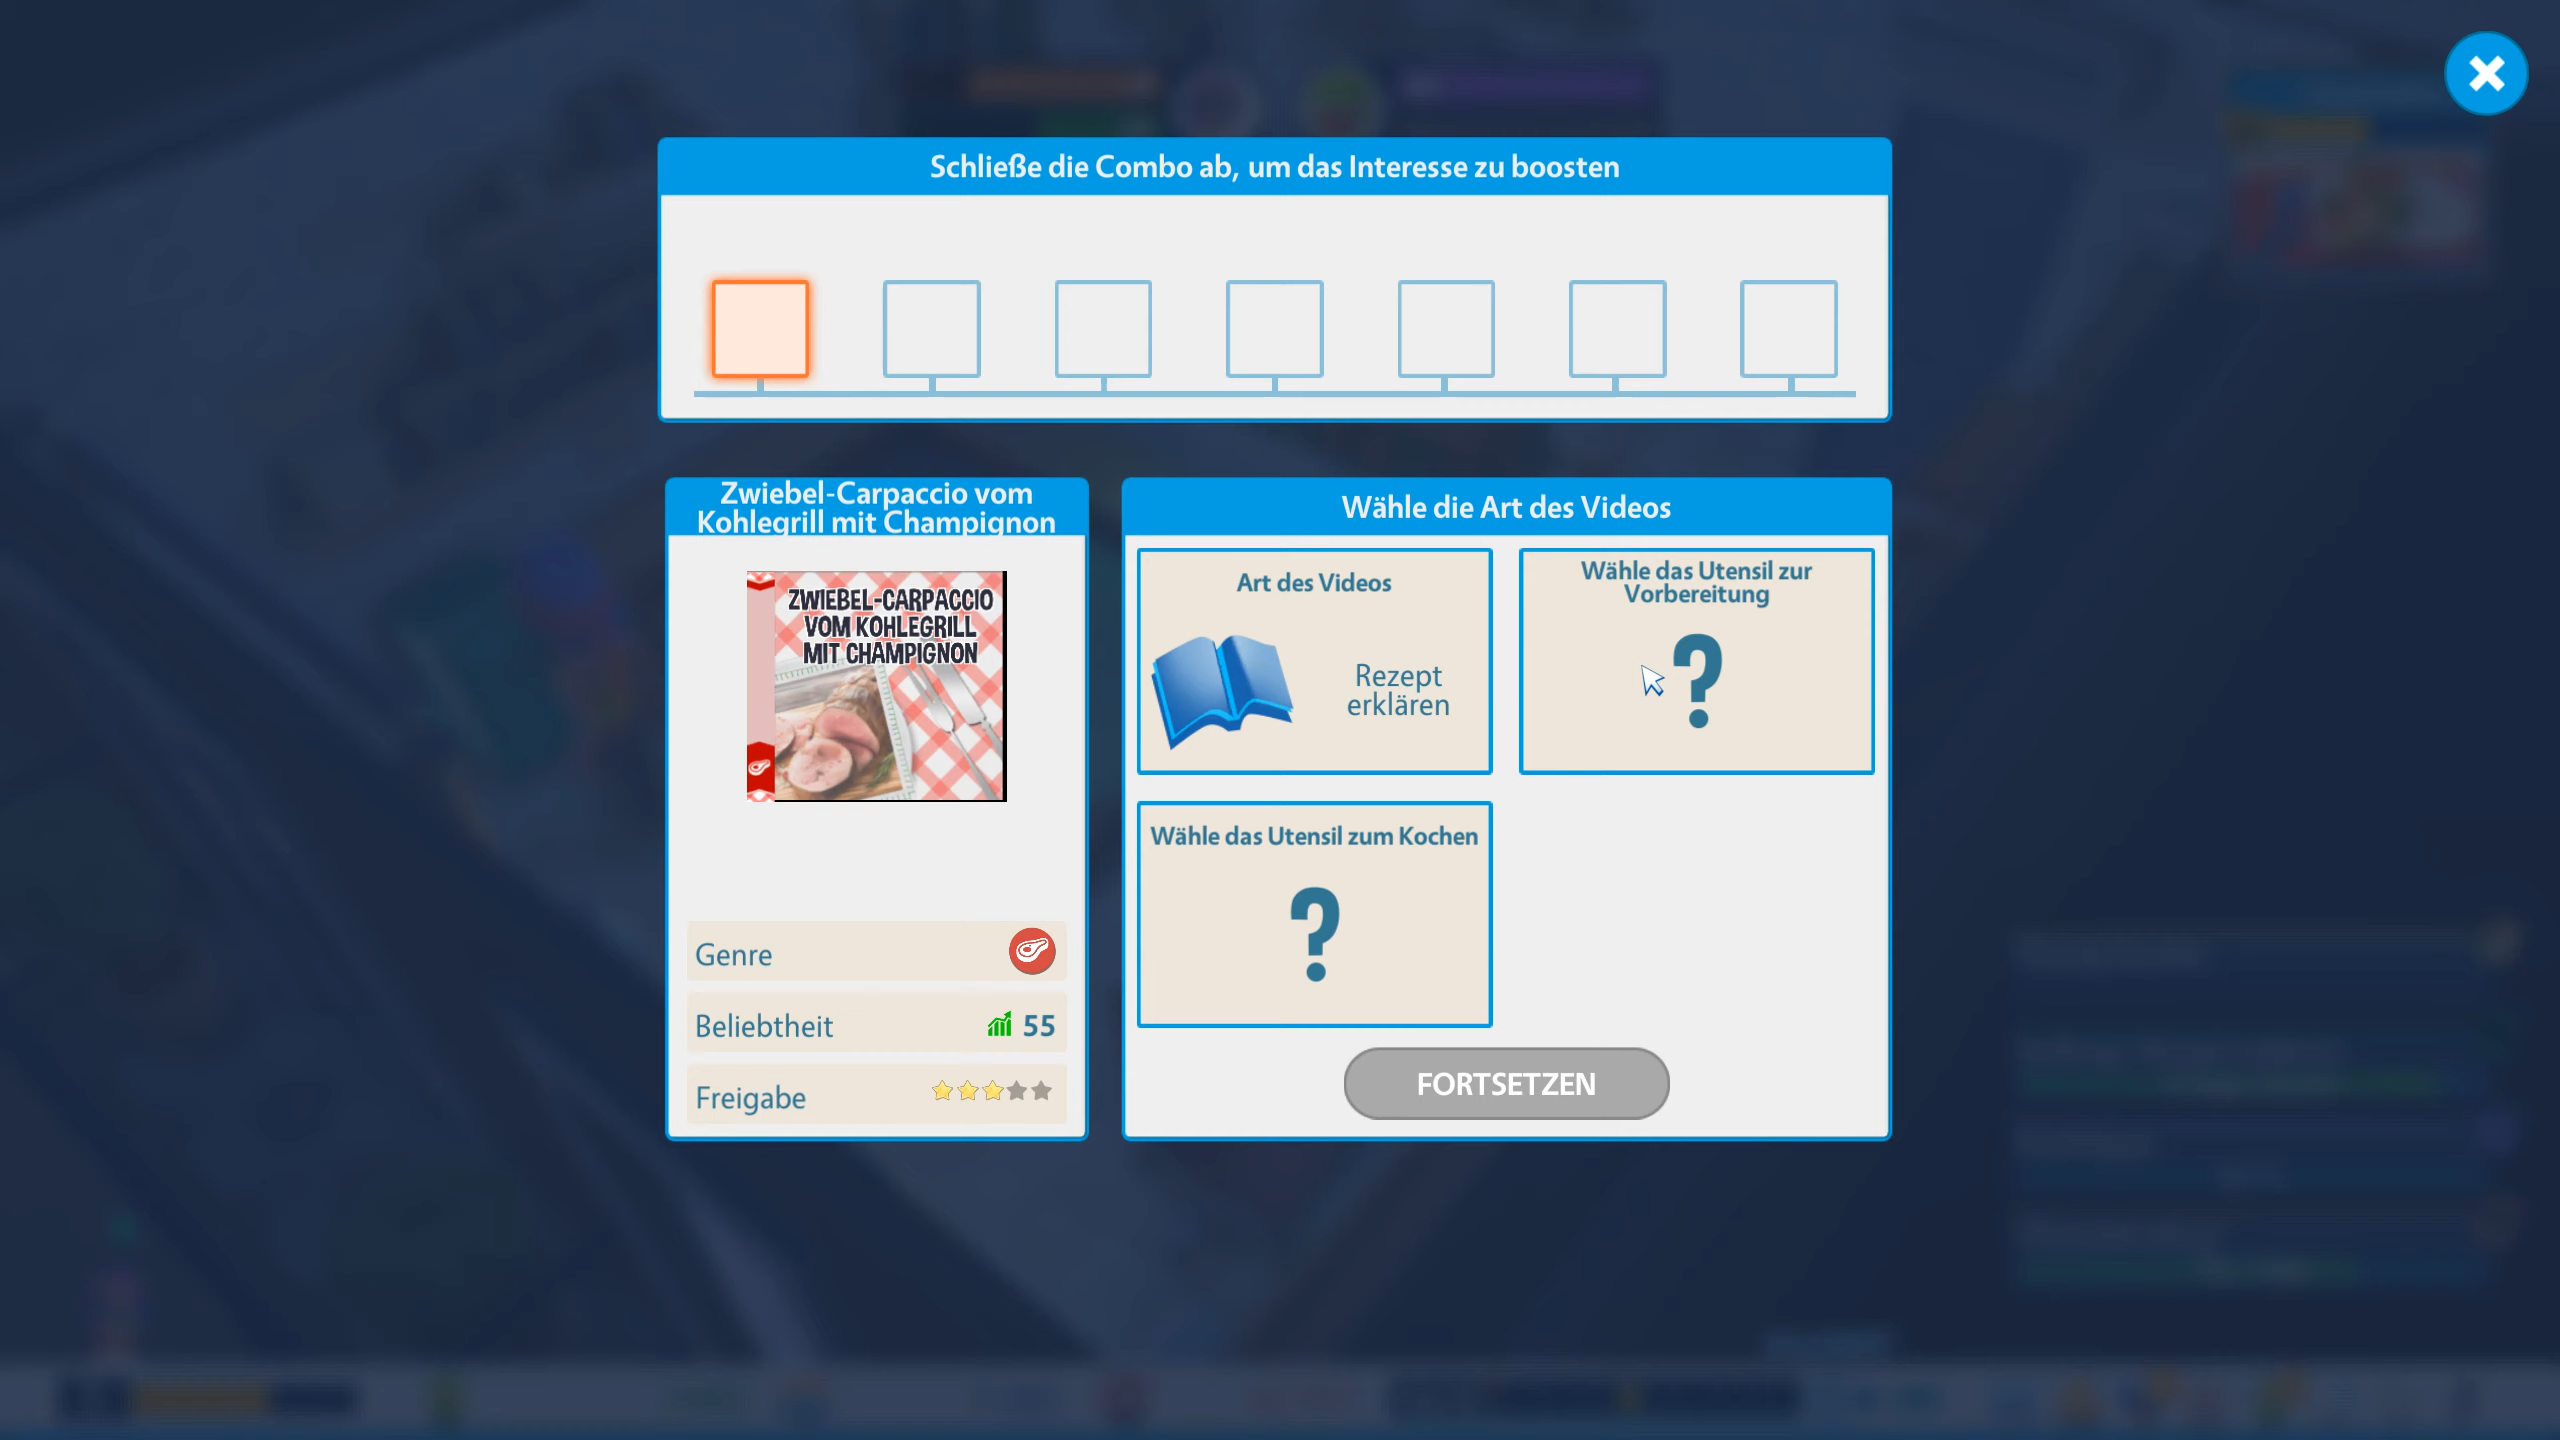 Schließe die Combo ab, um das Interesse zu boosten
Zwiebel-Carpaccio vom
Kohlegrill mit Champignon
ZWIEBEL-CARPACCIO
VOM KOHLEGRILL
MIT CHAMPIGNON
Genre
Beliebtheit
55
Freigabe
Wähle die Art des Videos
Art des Videos
Rezept
erklären
Wähle das Utensil zur
Vorbereitung
?
Wähle das Utensil zum Kochen
?
FORTSETZEN